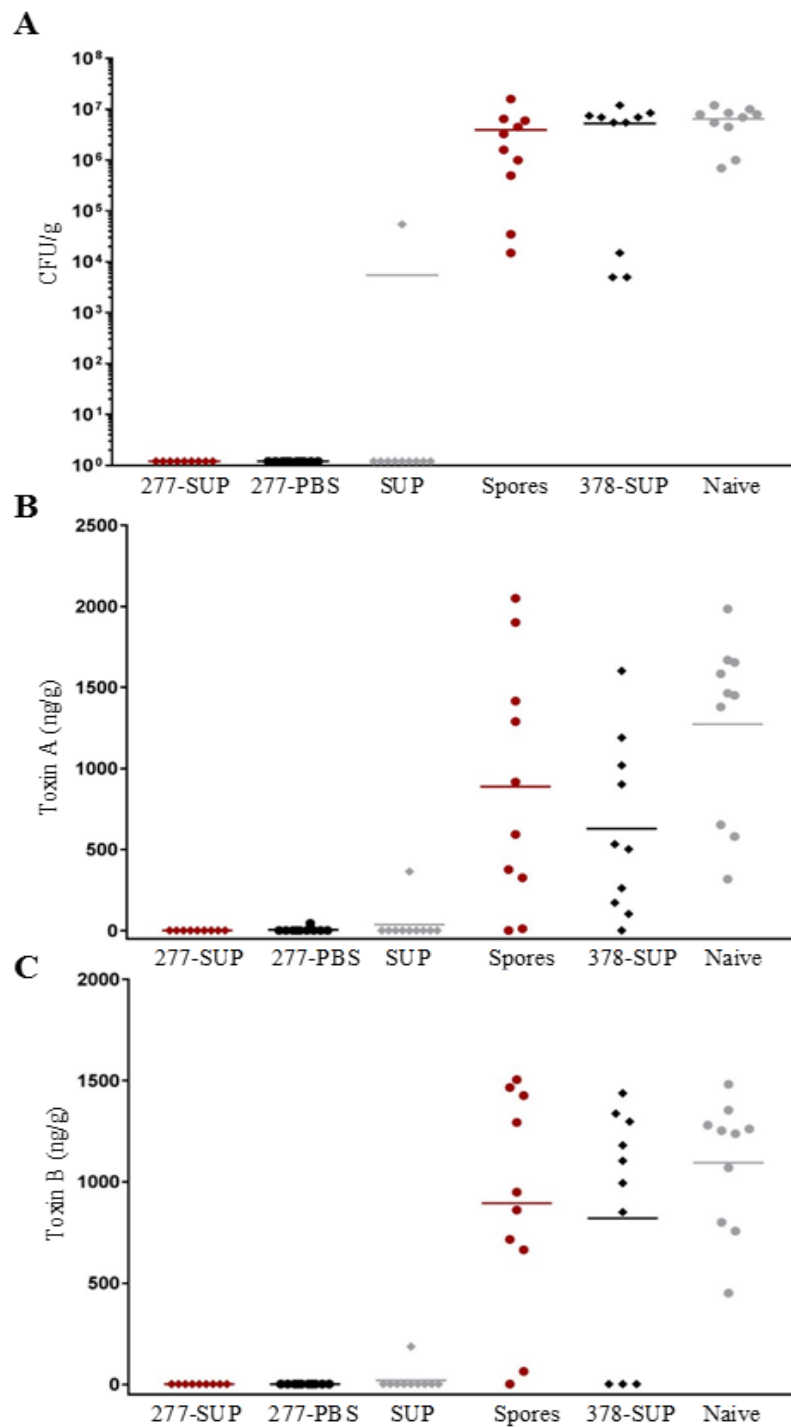 A
CFU/g
10⁸
10⁷
10⁶
10⁵
10⁴
10³
10²
10¹
10⁰
277-SUP 277-PBS SUP Spores 378-SUP Naive
B
Toxin A (ng/g)
2500
2000
1500
1000
500
0
277-SUP 277-PBS SUP Spores 378-SUP Naive
C
Toxin B (ng/g)
2000
1500
1000
500
0
277-SUP 277-PBS SUP Spores 378-SUP Naive